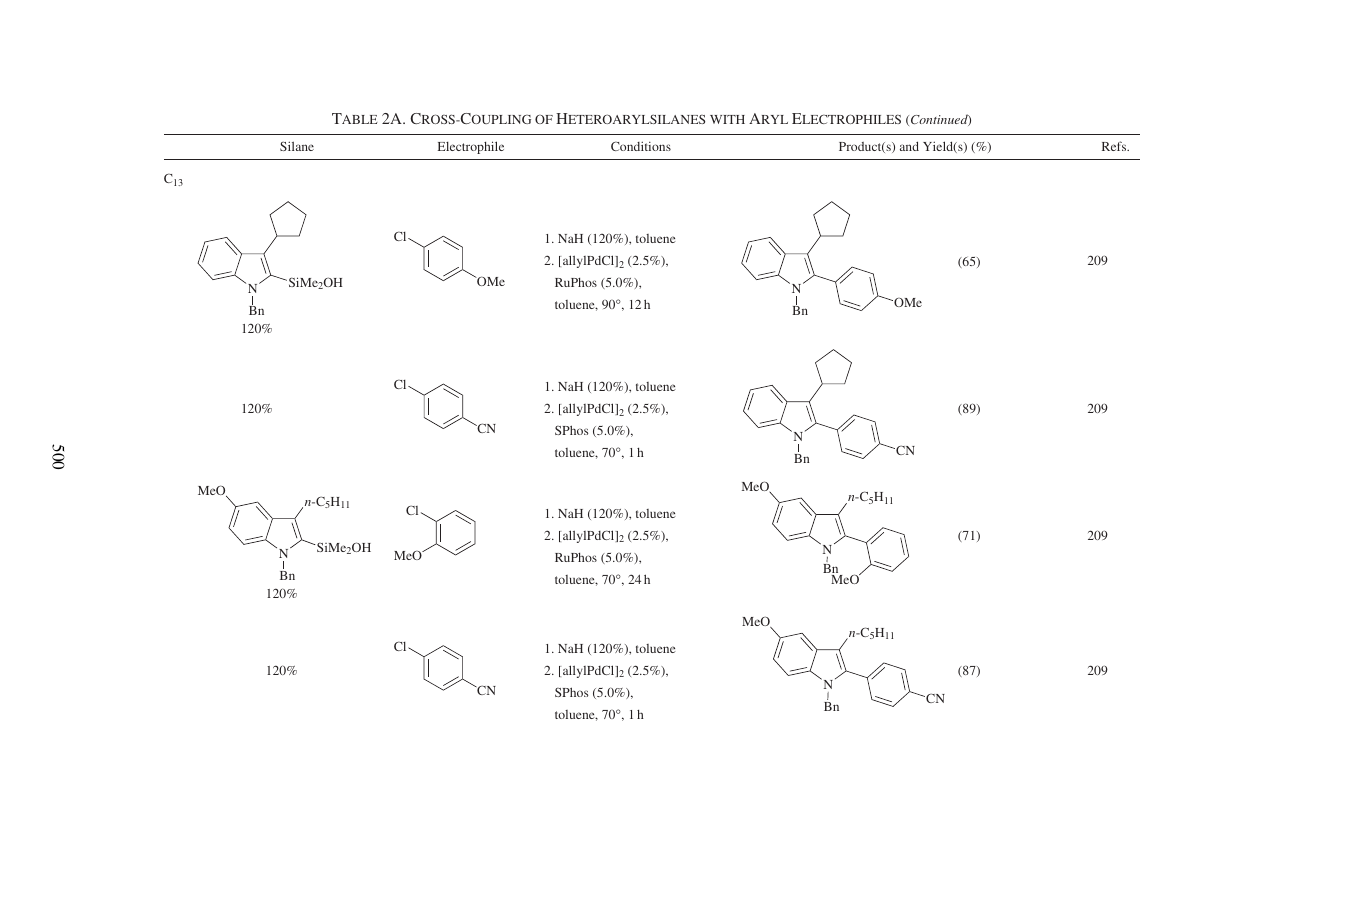 TABLE 2A. CROSS-COUPLING OF HETEROARYLSILANES WITH ARYL ELECTROPHILES (Continued)
Silane Electrophile Conditions Product(s) and Yield(s) (%) Refs.
C13
SiMe2OH
N
Bn
120%
Cl
OMe
1. NaH (120%), toluene
2. [allylPdCl]2 (2.5%),
RuPhos (5.0%),
toluene, 90°, 12 h
N
Bn
OMe
(65)
209
120%
Cl
CN
1. NaH (120%), toluene
2. [allylPdCl]2 (2.5%),
SPhos (5.0%),
toluene, 70°, 1 h
N
Bn
CN
(89)
209
MeO
n-C5H11
SiMe2OH
N
Bn
120%
Cl
MeO
1. NaH (120%), toluene
2. [allylPdCl]2 (2.5%),
RuPhos (5.0%),
toluene, 70°, 24 h
MeO
n-C5H11
N
Bn
MeO
(71)
209
120%
Cl
CN
1. NaH (120%), toluene
2. [allylPdCl]2 (2.5%),
SPhos (5.0%),
toluene, 70°, 1 h
MeO
n-C5H11
N
Bn
CN
(87)
209
500